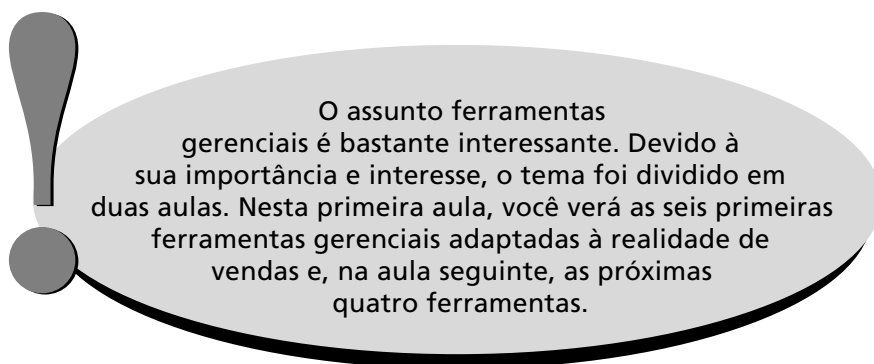 O assunto ferramentas
gerenciais é bastante interessante. Devido à
sua importância e interesse, o tema foi dividido em
duas aulas. Nesta primeira aula, você verá as seis primeiras
ferramentas gerenciais adaptadas à realidade de
vendas e, na aula seguinte, as próximas
quatro ferramentas.